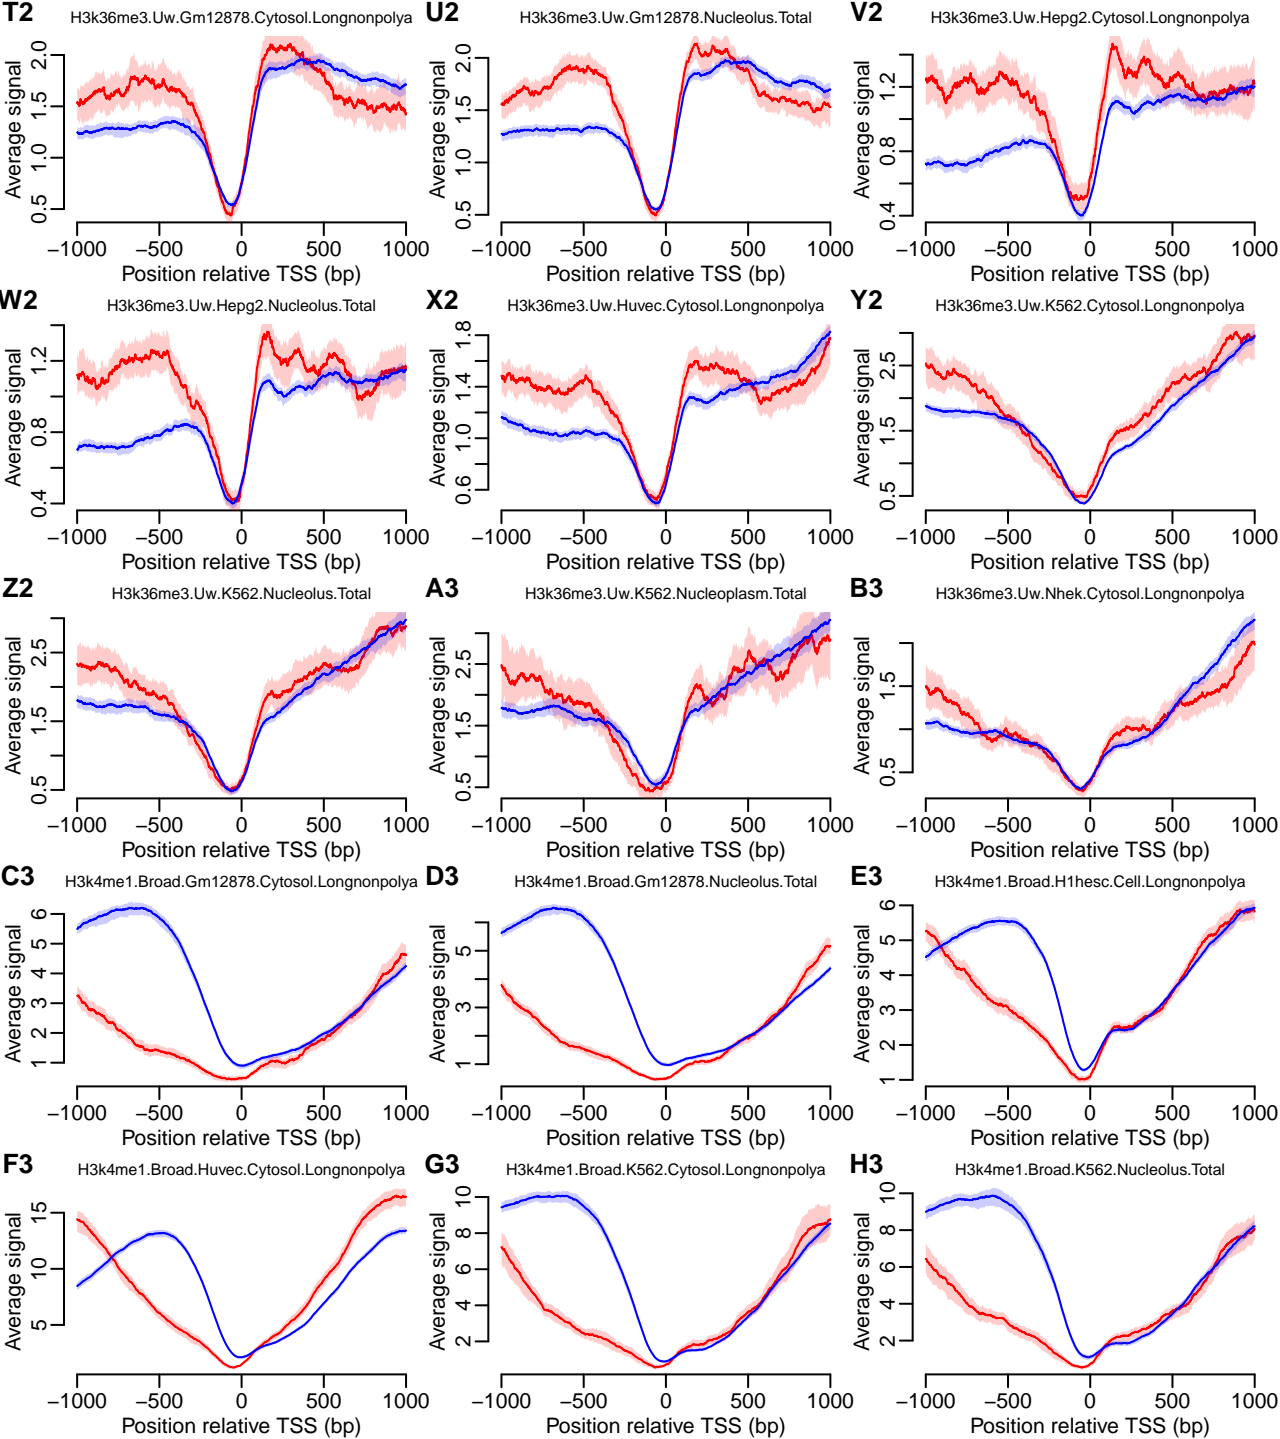 T2 H3k36me3.Uw.Gm12878.Cytosol.Longnonpolya
Average signal
0.5 1.0 1.5 2.0
−1000 −500 0 500 1000
Position relative TSS (bp)
U2 H3k36me3.Uw.Gm12878.Nucleolus.Total
Average signal
0.5 1.0 1.5 2.0
−1000 −500 0 500 1000
Position relative TSS (bp)
V2 H3k36me3.Uw.Hepg2.Cytosol.Longnonpolya
Average signal
0.4 0.8 1.2
−1000 −500 0 500 1000
Position relative TSS (bp)
W2 H3k36me3.Uw.Hepg2.Nucleolus.Total
Average signal
0.4 0.8 1.2
−1000 −500 0 500 1000
Position relative TSS (bp)
X2 H3k36me3.Uw.Huvec.Cytosol.Longnonpolya
Average signal
0.6 1.0 1.4 1.8
−1000 −500 0 500 1000
Position relative TSS (bp)
Y2 H3k36me3.Uw.K562.Cytosol.Longnonpolya
Average signal
0.5 1.5 2.5
−1000 −500 0 500 1000
Position relative TSS (bp)
Z2 H3k36me3.Uw.K562.Nucleolus.Total
Average signal
0.5 1.5 2.5
−1000 −500 0 500 1000
Position relative TSS (bp)
A3 H3k36me3.Uw.K562.Nucleoplasm.Total
Average signal
0.5 1.5 2.5
−1000 −500 0 500 1000
Position relative TSS (bp)
B3 H3k36me3.Uw.Nhek.Cytosol.Longnonpolya
Average signal
0.5 1.5
−1000 −500 0 500 1000
Position relative TSS (bp)
C3 H3k4me1.Broad.Gm12878.Cytosol.Longnonpolya
Average signal
1 2 3 4 5 6
−1000 −500 0 500 1000
Position relative TSS (bp)
D3 H3k4me1.Broad.Gm12878.Nucleolus.Total
Average signal
1 3 5
−1000 −500 0 500 1000
Position relative TSS (bp)
E3 H3k4me1.Broad.H1hesc.Cell.Longnonpolya
Average signal
1 2 3 4 5 6
−1000 −500 0 500 1000
Position relative TSS (bp)
F3 H3k4me1.Broad.Huvec.Cytosol.Longnonpolya
Average signal
5 10 15
−1000 −500 0 500 1000
Position relative TSS (bp)
G3 H3k4me1.Broad.K562.Cytosol.Longnonpolya
Average signal
2 4 6 8 10
−1000 −500 0 500 1000
Position relative TSS (bp)
H3 H3k4me1.Broad.K562.Nucleolus.Total
Average signal
2 4 6 8 10
−1000 −500 0 500 1000
Position relative TSS (bp)